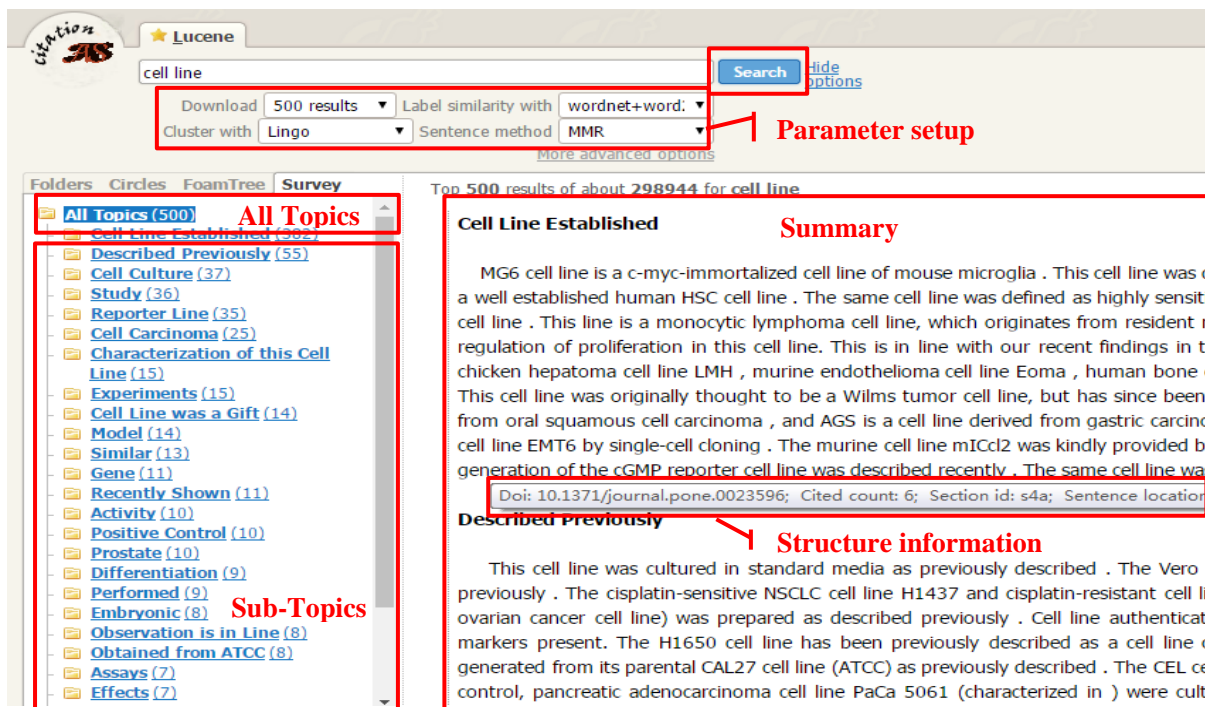 citation
AS
Lucene
cell line
Search
Hide
options
Download 500 results Label similarity with wordnet+word2
Cluster with Lingo Sentence method MMR
Parameter setup
More advanced options
Folders Circles FoamTree Survey
Top 500 results of about 298944 for cell line
All Topics (500)
All Topics
Cell Line Established (302)
Described Previously (55)
Cell Culture (37)
Study (36)
Reporter Line (35)
Cell Carcinoma (25)
Characterization of this Cell
Line (15)
Experiments (15)
Cell Line was a Gift (14)
Model (14)
Similar (13)
Gene (11)
Recently Shown (11)
Activity (10)
Positive Control (10)
Prostate (10)
Differentiation (9)
Performed (9)
Embryonic (8)
Sub-Topics
Observation is in Line (8)
Obtained from ATCC (8)
Assays (7)
Effects (7)
Cell Line Established
Summary
MG6 cell line is a c-myc-immortalized cell line of mouse microglia . This cell line was
a well established human HSC cell line . The same cell line was defined as highly sensit
cell line . This line is a monocytic lymphoma cell line, which originates from resident
regulation of proliferation in this cell line. This is in line with our recent findings in t
chicken hepatoma cell line LMH , murine endothelioma cell line Eoma , human bone
This cell line was originally thought to be a Wilms tumor cell line, but has since been
from oral squamous cell carcinoma , and AGS is a cell line derived from gastric carcino
cell line EMT6 by single-cell cloning . The murine cell line mICcl2 was kindly provided b
generation of the cGMP reporter cell line was described recently . The same cell line wa
Doi: 10.1371/journal.pone.0023596; Cited count: 6; Section id: s4a; Sentence location
Described Previously
Structure information
This cell line was cultured in standard media as previously described . The Vero
previously . The cisplatin-sensitive NSCLC cell line H1437 and cisplatin-resistant cell li
ovarian cancer cell line) was prepared as described previously . Cell line authenticat
markers present. The H1650 cell line has been previously described as a cell line
generated from its parental CAL27 cell line (ATCC) as previously described . The CEL ce
control, pancreatic adenocarcinoma cell line PaCa 5061 (characterized in ) were cult